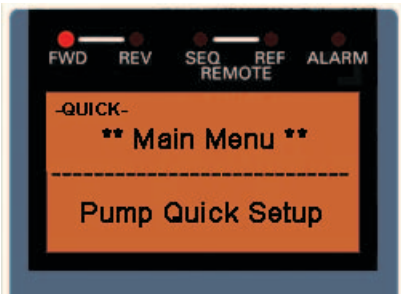 FWD REV SEQ REF ALARM
REMOTE
-QUICK-
** Main Menu **
--------------------------------
Pump Quick Setup